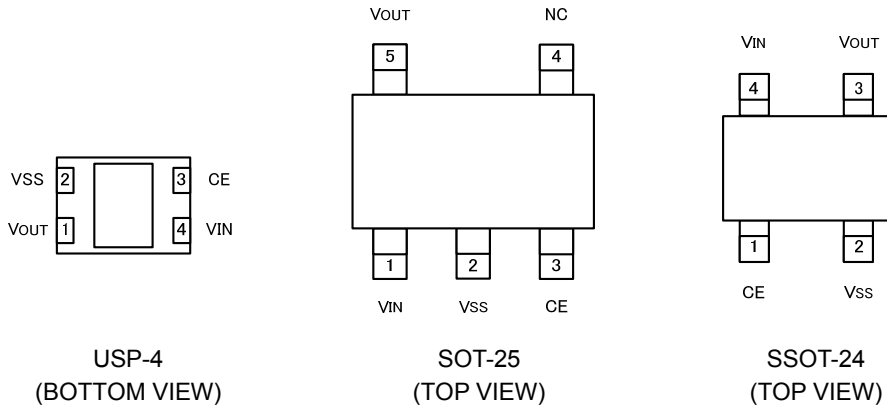 VSS 2 3 CE
VOUT 1 4 VIN
USP-4
(BOTTOM VIEW)
VOUT NC
5 4
1 2 3
VIN VSS CE
SOT-25
(TOP VIEW)
VIN VOUT
4 3
1 2
CE VSS
SSOT-24
(TOP VIEW)